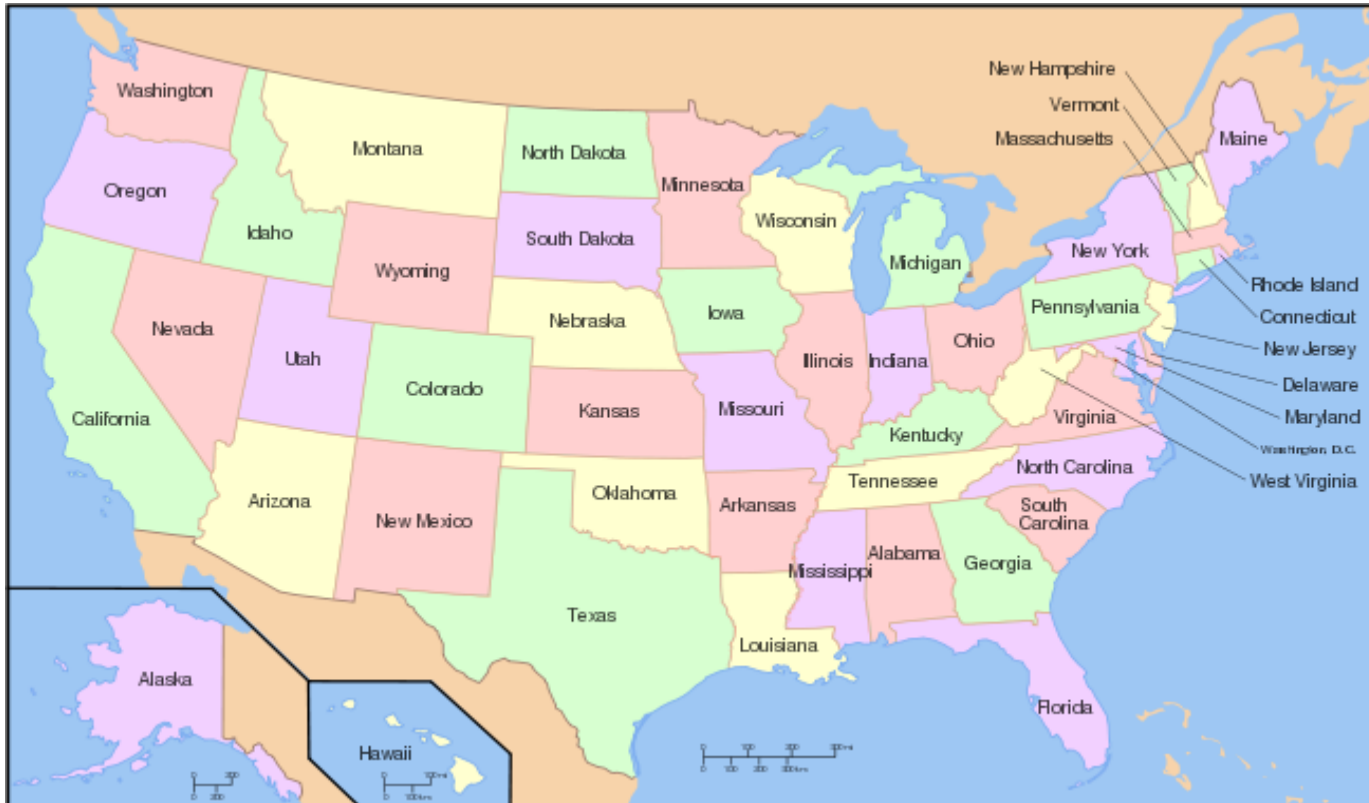 New Hampshire
Vermont
Massachusetts
Maine
Washington
Montana
North Dakota
Minnesota
Oregon
Idaho
Wisconsin
South Dakota
New York
Michigan
Wyoming
Rhode Island
Pennsylvania
Connecticut
Iowa
Nebraska
Nevada
Ohio
New Jersey
Utah
Illinois
Indiana
Colorado
Delaware
Kansas
Missouri
Maryland
Virginia
California
Kentucky
Washington, D.C.
North Carolina
West Virginia
Tennessee
Oklahoma
Arizona
Arkansas
South
Carolina
New Mexico
Alabama
Georgia
Mississippi
Texas
Louisiana
Alaska
Florida
Hawaii